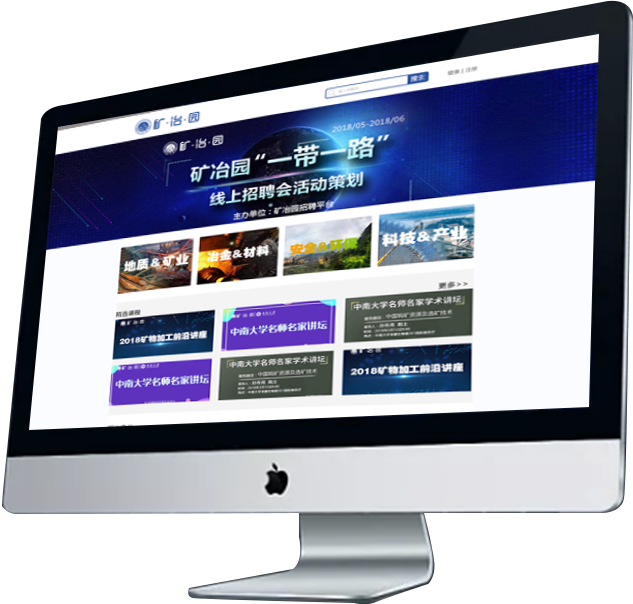 矿·冶·园
搜索
登录 | 注册
矿·冶·园
2018/05-2018/06
矿冶园“一带一路”
线上招聘会活动策划
主办单位：矿冶园招聘平台
地质&矿业
冶金&材料
安全&环保
科技&产业
精选课程
更多>>
2018矿物加工前沿讲座
中南大学名师名家讲坛
「中南大学名师名家学术讲坛」
中南大学名师名家讲坛
「中南大学名师名家学术讲坛」
2018矿物加工前沿讲座